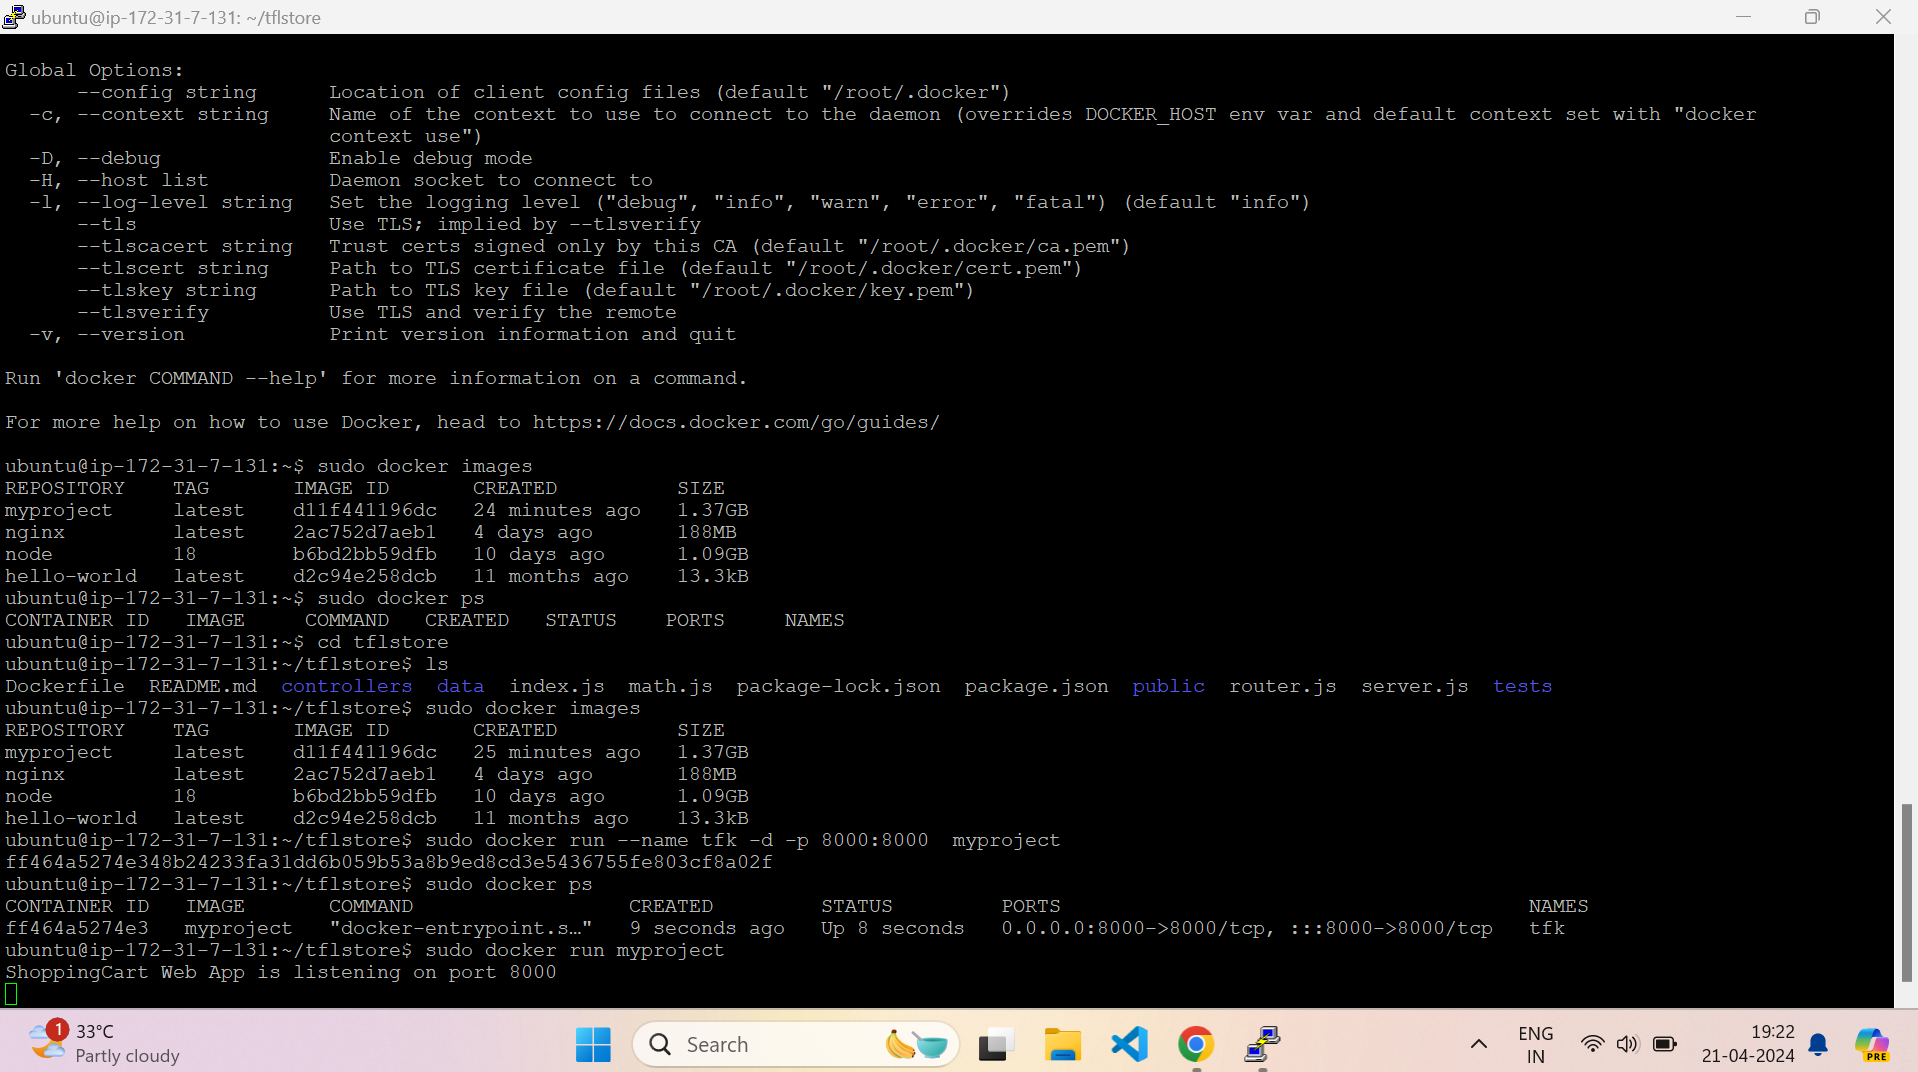 ubuntu@ip-172-31-7-131: ~/tflstore
Global Options:
      --config string      Location of client config files (default "/root/.docker")
  -c, --context string     Name of the context to use to connect to the daemon (overrides DOCKER_HOST env var and default context set with "docker
                           context use")
  -D, --debug              Enable debug mode
  -H, --host list          Daemon socket to connect to
  -l, --log-level string   Set the logging level ("debug", "info", "warn", "error", "fatal") (default "info")
      --tls                Use TLS; implied by --tlsverify
      --tlscacert string   Trust certs signed only by this CA (default "/root/.docker/ca.pem")
      --tlscert string     Path to TLS certificate file (default "/root/.docker/cert.pem")
      --tlskey string      Path to TLS key file (default "/root/.docker/key.pem")
      --tlsverify          Use TLS and verify the remote
  -v, --version            Print version information and quit
Run 'docker COMMAND --help' for more information on a command.
For more help on how to use Docker, head to https://docs.docker.com/go/guides/
ubuntu@ip-172-31-7-131:~$ sudo docker images
REPOSITORY    TAG       IMAGE ID       CREATED          SIZE
myproject     latest    d11f441196dc   24 minutes ago   1.37GB
nginx         latest    2ac752d7aeb1   4 days ago       188MB
node          18        b6bd2bb59dfb   10 days ago      1.09GB
hello-world   latest    d2c94e258dcb   11 months ago    13.3kB
ubuntu@ip-172-31-7-131:~$ sudo docker ps
CONTAINER ID   IMAGE     COMMAND   CREATED   STATUS    PORTS     NAMES
ubuntu@ip-172-31-7-131:~$ cd tflstore
ubuntu@ip-172-31-7-131:~/tflstore$ ls
Dockerfile  README.md  controllers  data  index.js  math.js  package-lock.json  package.json  public  router.js  server.js  tests
ubuntu@ip-172-31-7-131:~/tflstore$ sudo docker images
REPOSITORY    TAG       IMAGE ID       CREATED          SIZE
myproject     latest    d11f441196dc   25 minutes ago   1.37GB
nginx         latest    2ac752d7aeb1   4 days ago       188MB
node          18        b6bd2bb59dfb   10 days ago      1.09GB
hello-world   latest    d2c94e258dcb   11 months ago    13.3kB
ubuntu@ip-172-31-7-131:~/tflstore$ sudo docker run --name tfk -d -p 8000:8000  myproject
ff464a5274e348b24233fa31dd6b059b53a8b9ed8cd3e5436755fe803cf8a02f
ubuntu@ip-172-31-7-131:~/tflstore$ sudo docker ps
CONTAINER ID   IMAGE       COMMAND                  CREATED         STATUS         PORTS                                       NAMES
ff464a5274e3   myproject   "docker-entrypoint.s…"   9 seconds ago   Up 8 seconds   0.0.0.0:8000->8000/tcp, :::8000->8000/tcp   tfk
ubuntu@ip-172-31-7-131:~/tflstore$ sudo docker run myproject
ShoppingCart Web App is listening on port 8000
1
33°C
Partly cloudy
Search
ENG
IN
19:22
21-04-2024
PRE